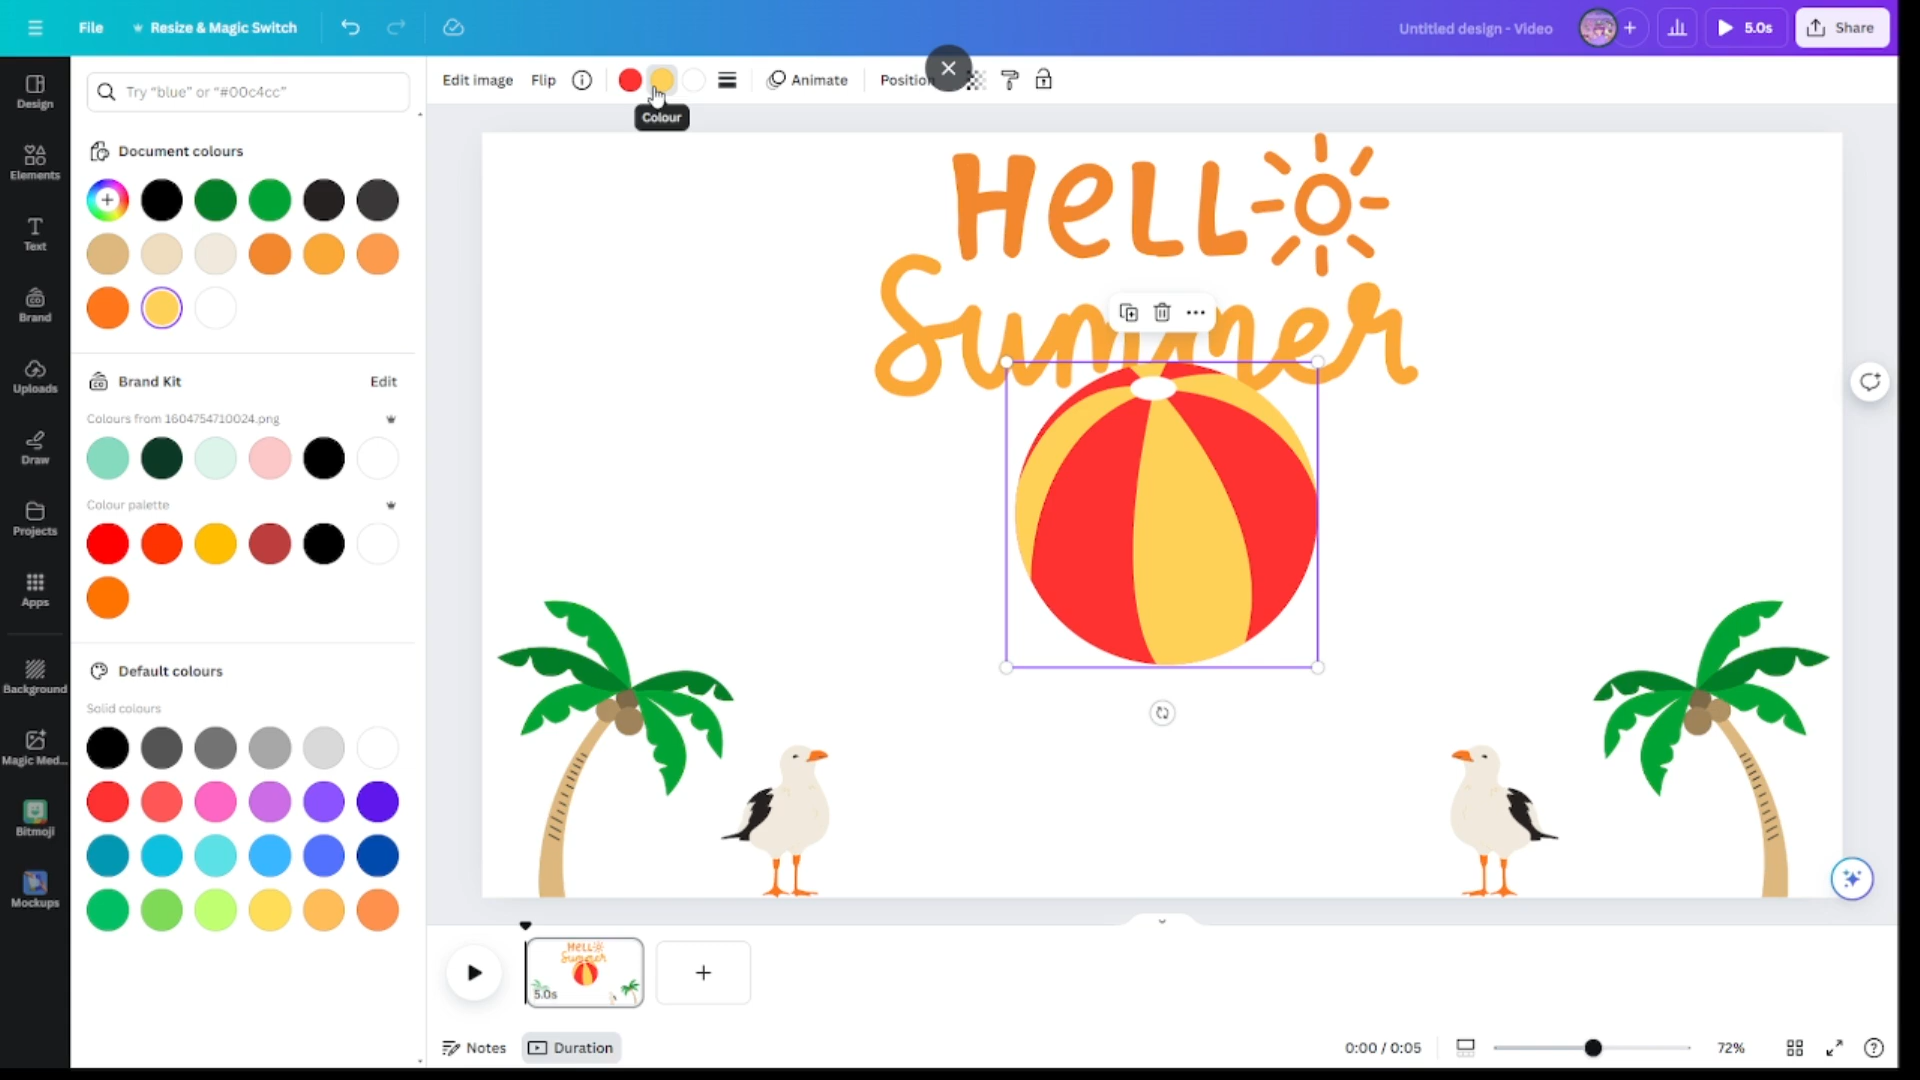 File
Resize & Magic Switch
Untitled design - Video
5.0s
Share
Design
Elements
Text
Brand
Uploads
Draw
Projects
Apps
Background
Magic Med...
Bitmoji
Mockups
Try “blue” or “#00c4cc”
Document colours
Brand Kit
Edit
Colours from 1604754710024.png
Colour palette
Default colours
Solid colours
Edit image
Flip
Animate
Position
Colour
HeLLO
Summer
HeLLO
Summer
5.0s
Notes
Duration
0:00 / 0:05
72%